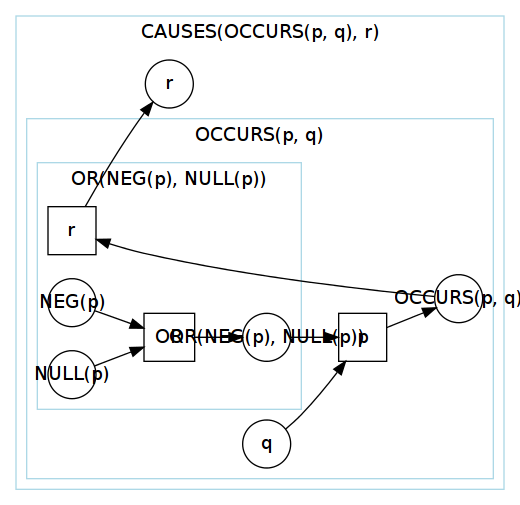 CAUSES(OCCURS(p, q), r)
r
OCCURS(p, q)
OR(NEG(p), NULL(p))
r
NEG(p)
OCCURS(p, q)
OR
OR(NEG(p), NULL(p))
p
NULL(p)
q